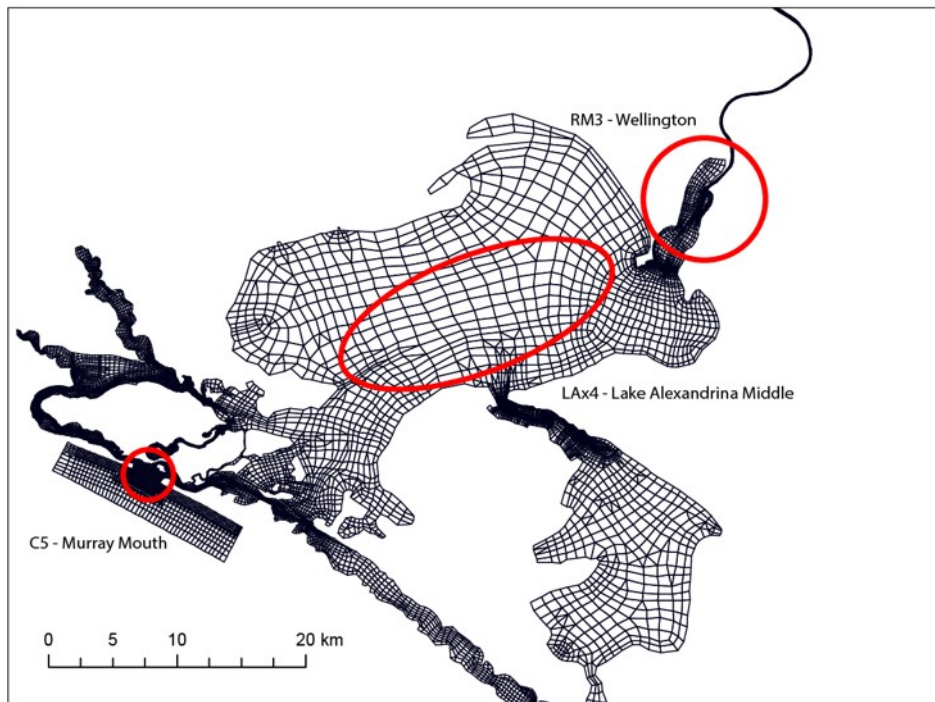 RM3 - Wellington
LAx4 - Lake Alexandrina Middle
C5 - Murray Mouth
0 5 10 20 km